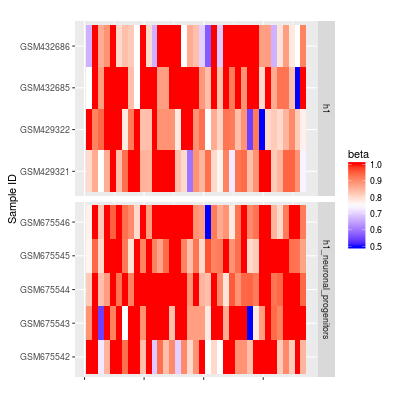 GSM432686
GSM432685
GSM429322
GSM429321
h1
GSM675546
GSM675545
GSM675544
GSM675543
GSM675542
h1_neuronal_progenitors
Sample ID
beta
1.0
0.9
0.8
0.7
0.6
0.5